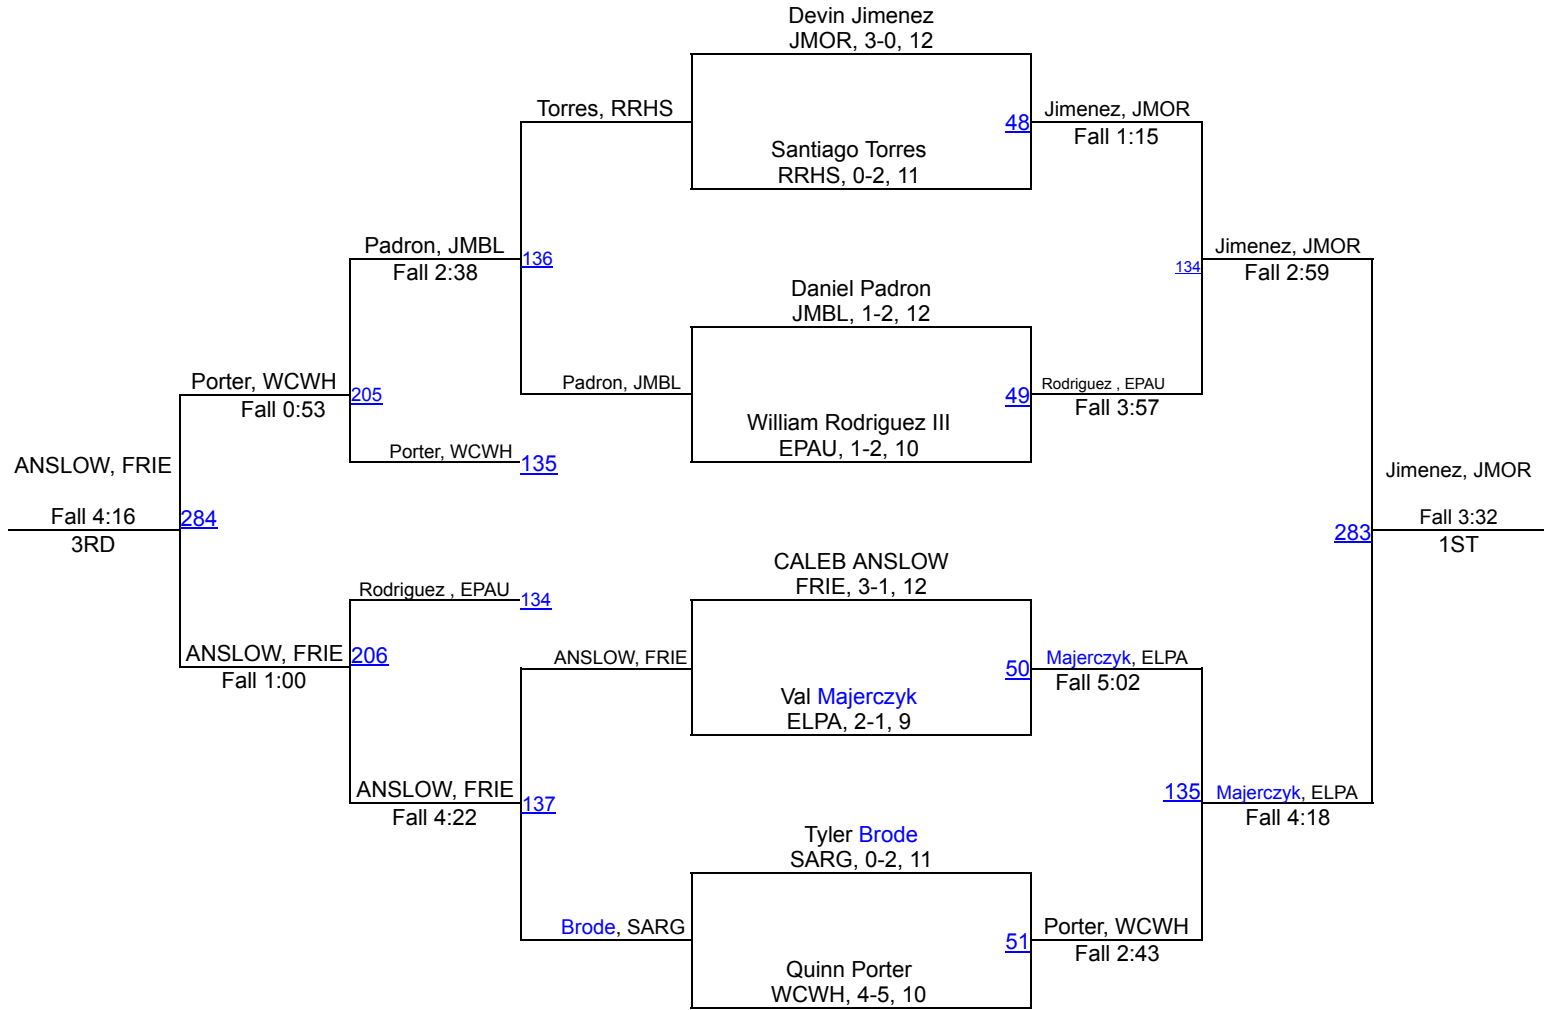 Devin Jimenez
JMOR, 3-0, 12
Torres, RRHS
48
Jimenez, JMOR
Fall 1:15
Santiago Torres
RRHS, 0-2, 11
Padron, JMBL
136
Fall 2:38
134
Jimenez, JMOR
Fall 2:59
Daniel Padron
JMBL, 1-2, 12
Porter, WCWH
205
Fall 0:53
Padron, JMBL
49
Rodriguez , EPAU
Fall 3:57
William Rodriguez III
EPAU, 1-2, 10
Porter, WCWH
135
ANSLOW, FRIE
Fall 4:16
284
3RD
Jimenez, JMOR
283
Fall 3:32
1ST
CALEB ANSLOW
FRIE, 3-1, 12
Rodriguez , EPAU
134
ANSLOW, FRIE
206
Fall 1:00
ANSLOW, FRIE
50
Majerczyk, ELPA
Fall 5:02
Val Majerczyk
ELPA, 2-1, 9
ANSLOW, FRIE
137
Fall 4:22
135
Majerczyk, ELPA
Fall 4:18
Tyler Brode
SARG, 0-2, 11
Brode, SARG
51
Porter, WCWH
Fall 2:43
Quinn Porter
WCWH, 4-5, 10